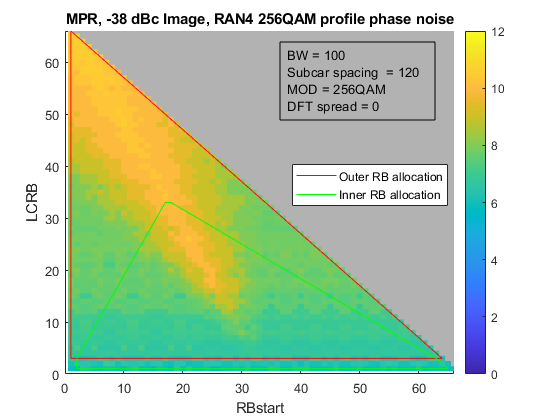 MPR, -38 dBc Image, RAN4 256QAM profile phase noise
BW = 100
Subcar spacing = 120
MOD = 256QAM
DFT spread = 0
Outer RB allocation
Inner RB allocation
LCRB
60
50
40
30
20
10
0
0 10 20 30 40 50 60
RBstart
12
10
8
6
4
2
0